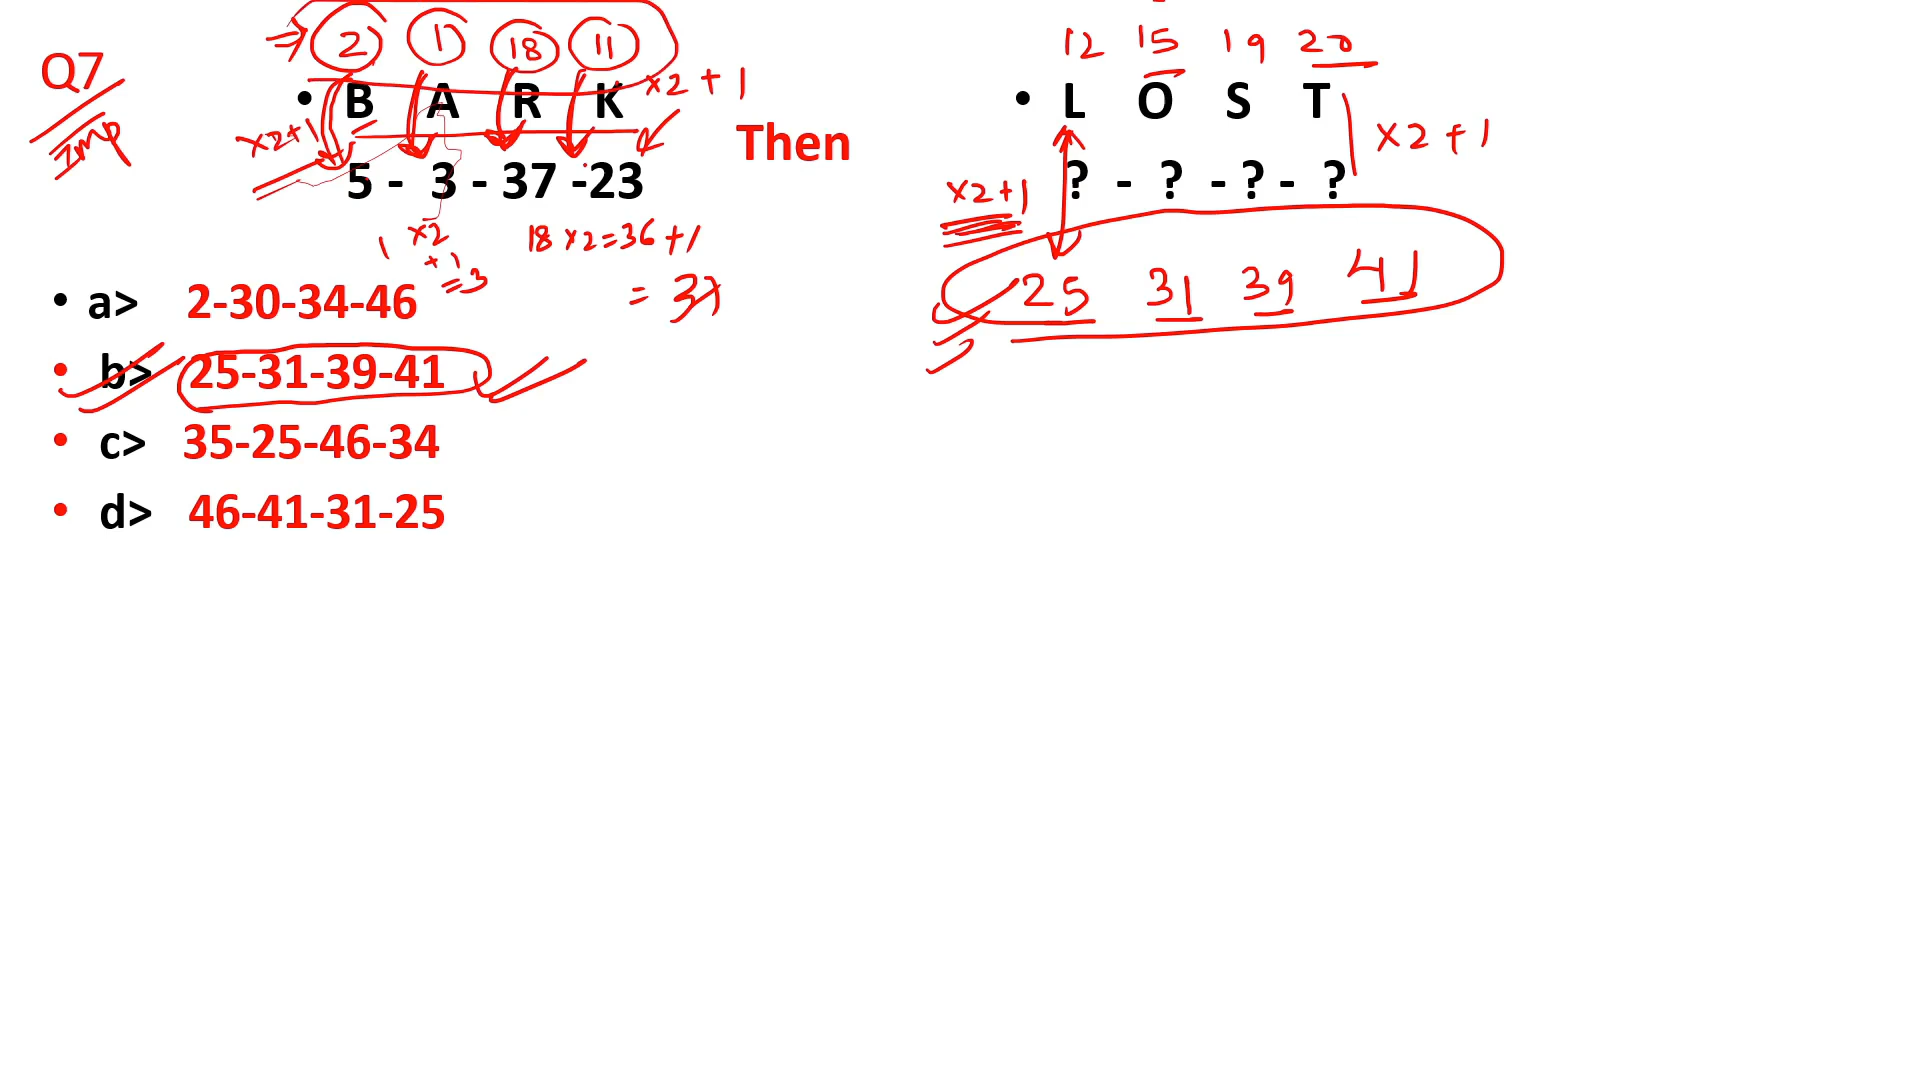 Q7
Imp
2 1 18 11
• B A R K ×2+1
×2+1
5 - 3 - 37 -23
1 ×2
+1
=3
18×2=36+1
= 37
Then
12 15 19 20
• L O S T
×2+1
? - ? - ? - ?
×2+1
25 31 39 41
• a> 2-30-34-46
• b> 25-31-39-41
• c> 35-25-46-34
• d> 46-41-31-25